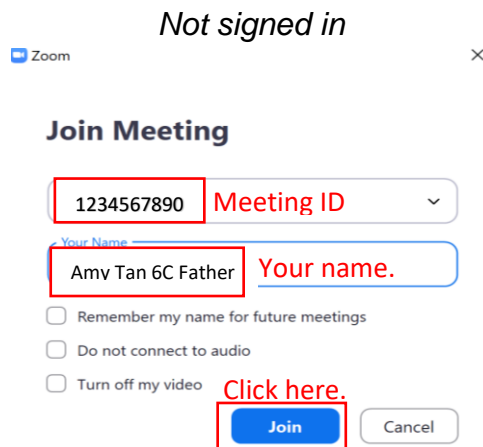 Not signed in
Zoom
Join Meeting
1234567890 Meeting ID
Your Name
Amy Tan 6C Father Your name.
Remember my name for future meetings
Do not connect to audio
Turn off my video
Click here.
Join Cancel